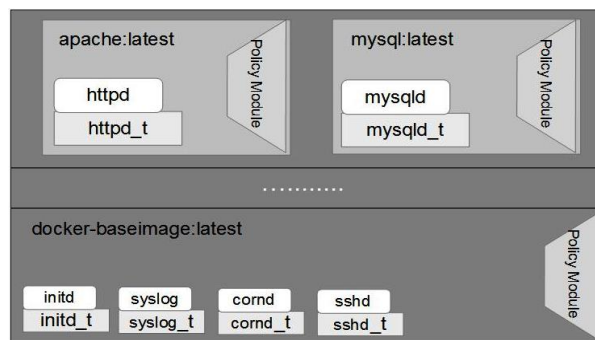 apache:latest
Policy Module
httpd
httpd_t
mysql:latest
Policy Module
mysqld
mysqld_t
...........
docker-baseimage:latest
Policy Module
initd
initd_t
syslog
syslog_t
cornd
cornd_t
sshd
sshd_t